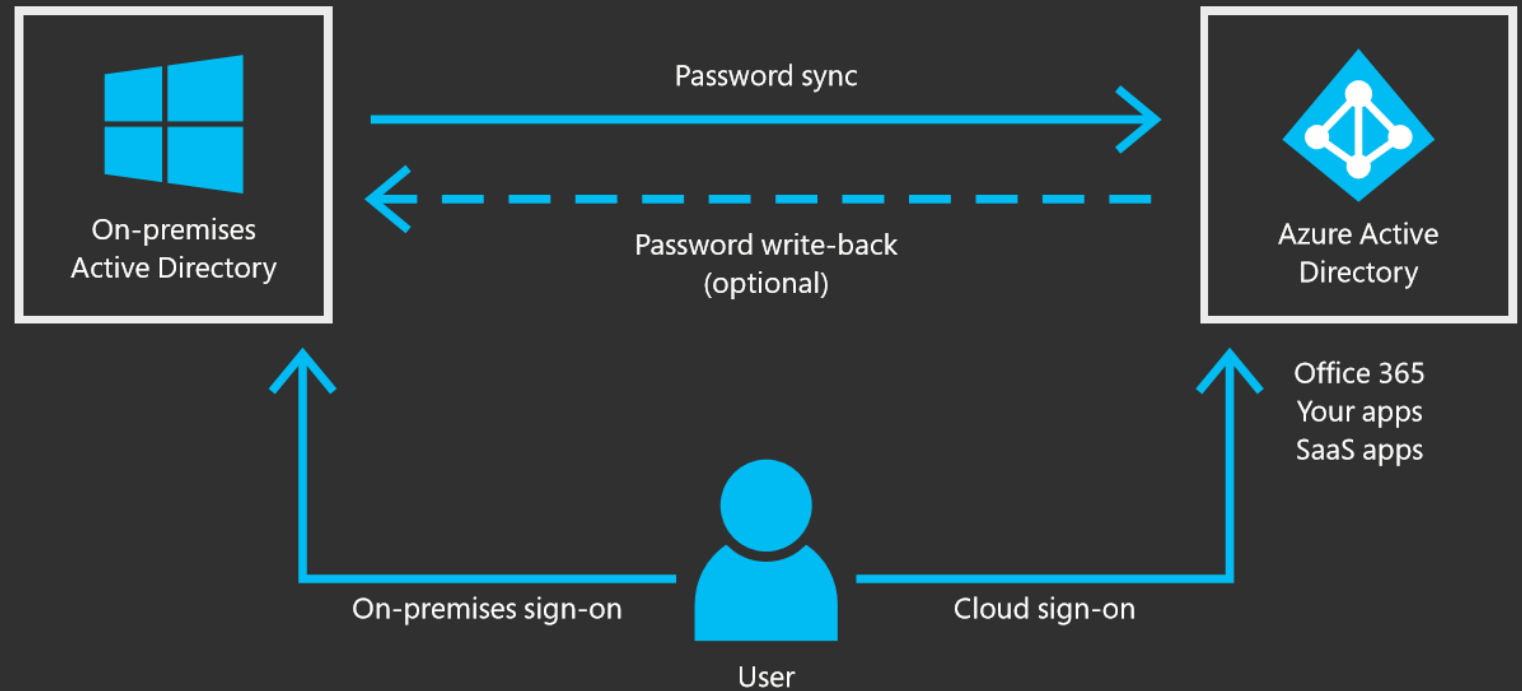 Password sync
On-premises
Active Directory
Password write-back
(optional)
Azure Active
Directory
Office 365
Your apps
SaaS apps
On-premises sign-on
Cloud sign-on
User